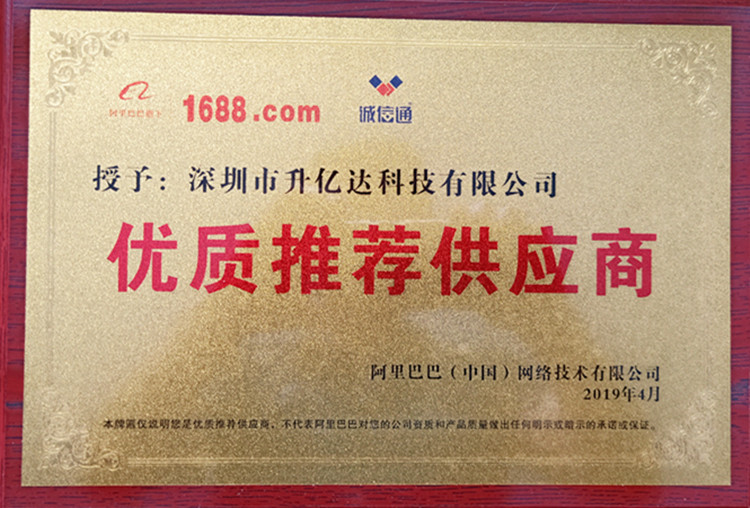 阿里巴巴 1688.com 诚信通
授予：深圳市升亿达科技有限公司
优质推荐供应商
阿里巴巴（中国）网络技术有限公司
2019年4月
本牌匾仅说明您是优质推荐供应商，不代表阿里巴巴对您的公司资质和产品质量做出任何明示或暗示的承诺或保证。